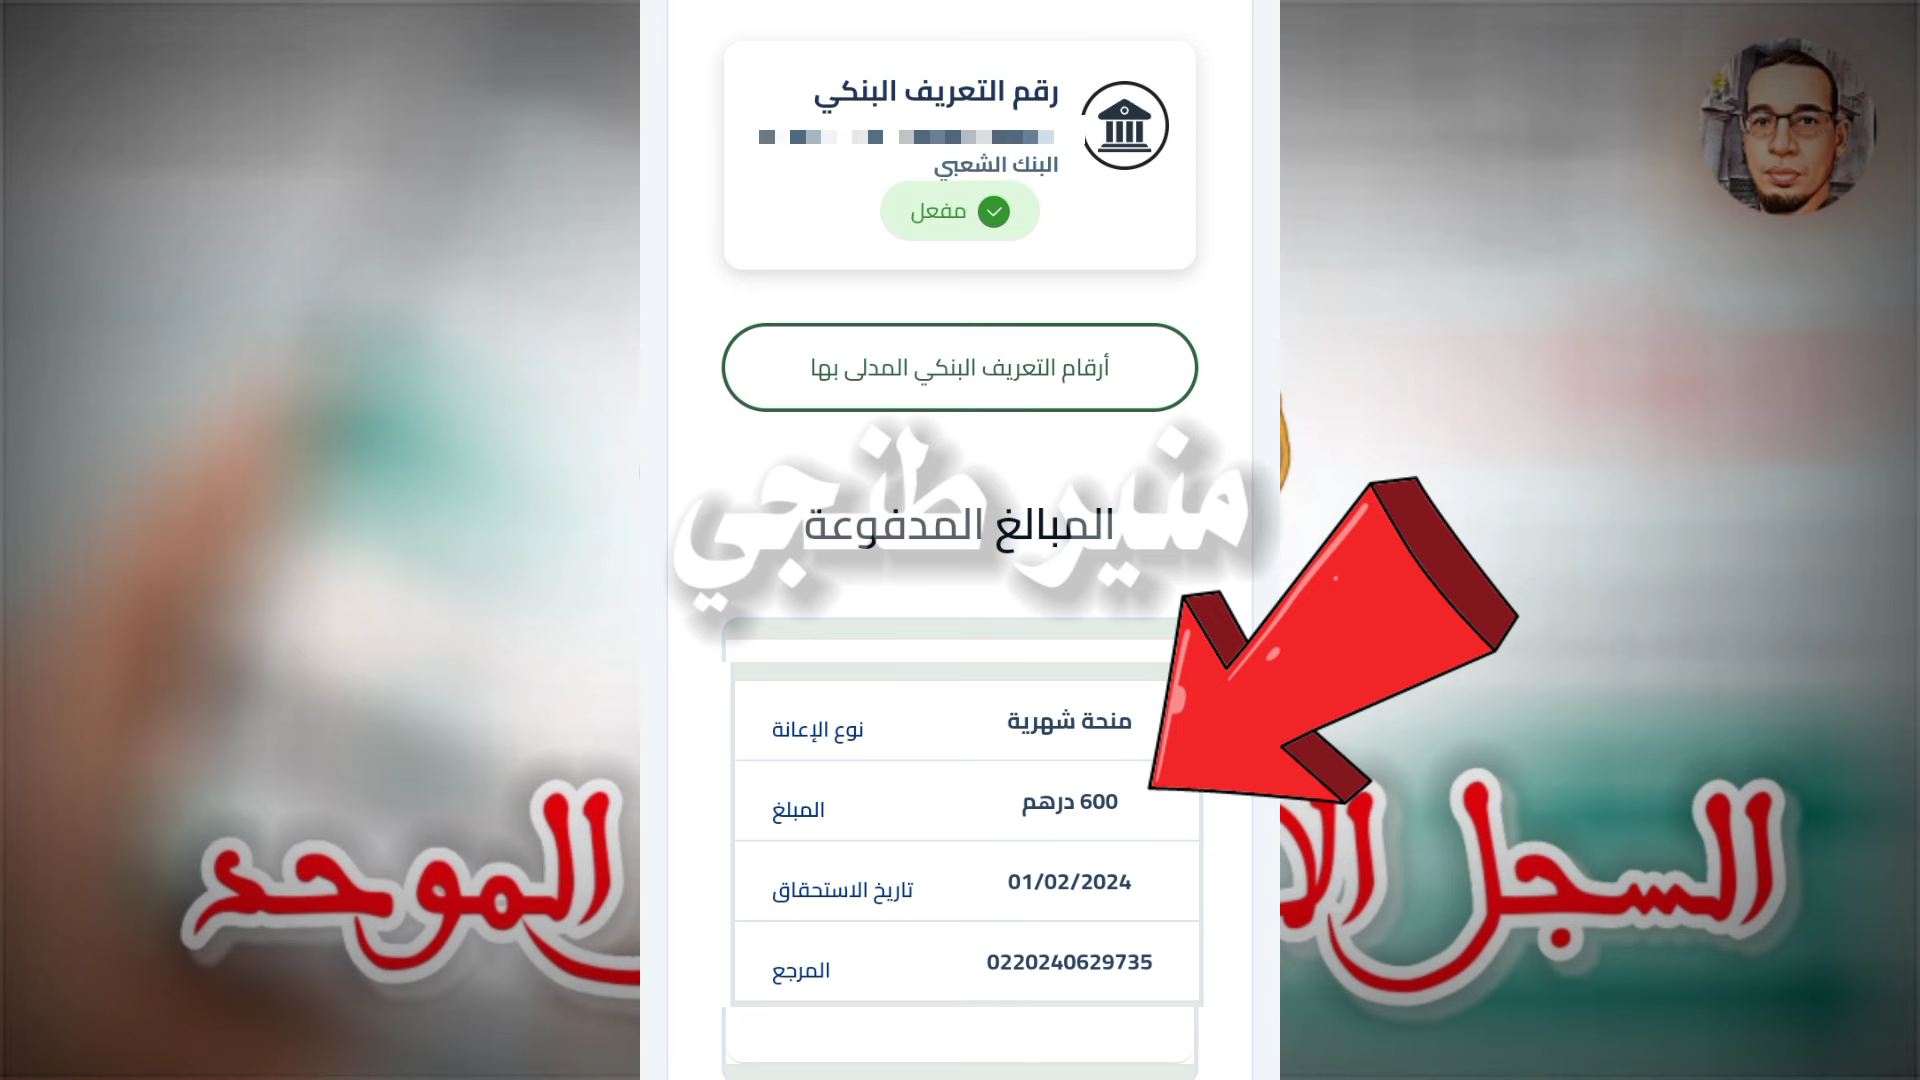 رقم التعريف البنكي
البنك الشعبي
مفعل
أرقام التعريف البنكي المدلى بها
منير طنجي
المبالغ المدفوعة
نوع الإعانة منحة شهرية
المبلغ 600 درهم
تاريخ الاستحقاق 01/02/2024
المرجع 0220240629735
السجل الا الموحد